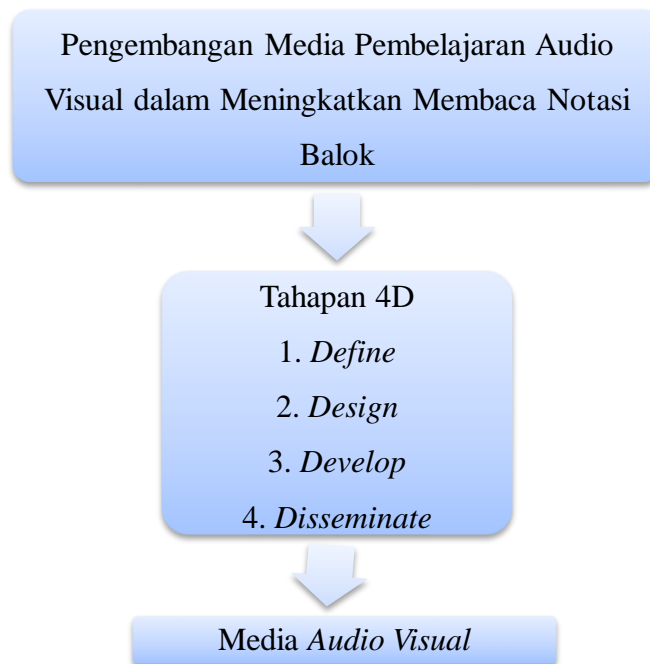 Pengembangan Media Pembelajaran Audio
Visual dalam Meningkatkan Membaca Notasi
Balok
Tahapan 4D
1. Define
2. Design
3. Develop
4. Disseminate
Media Audio Visual